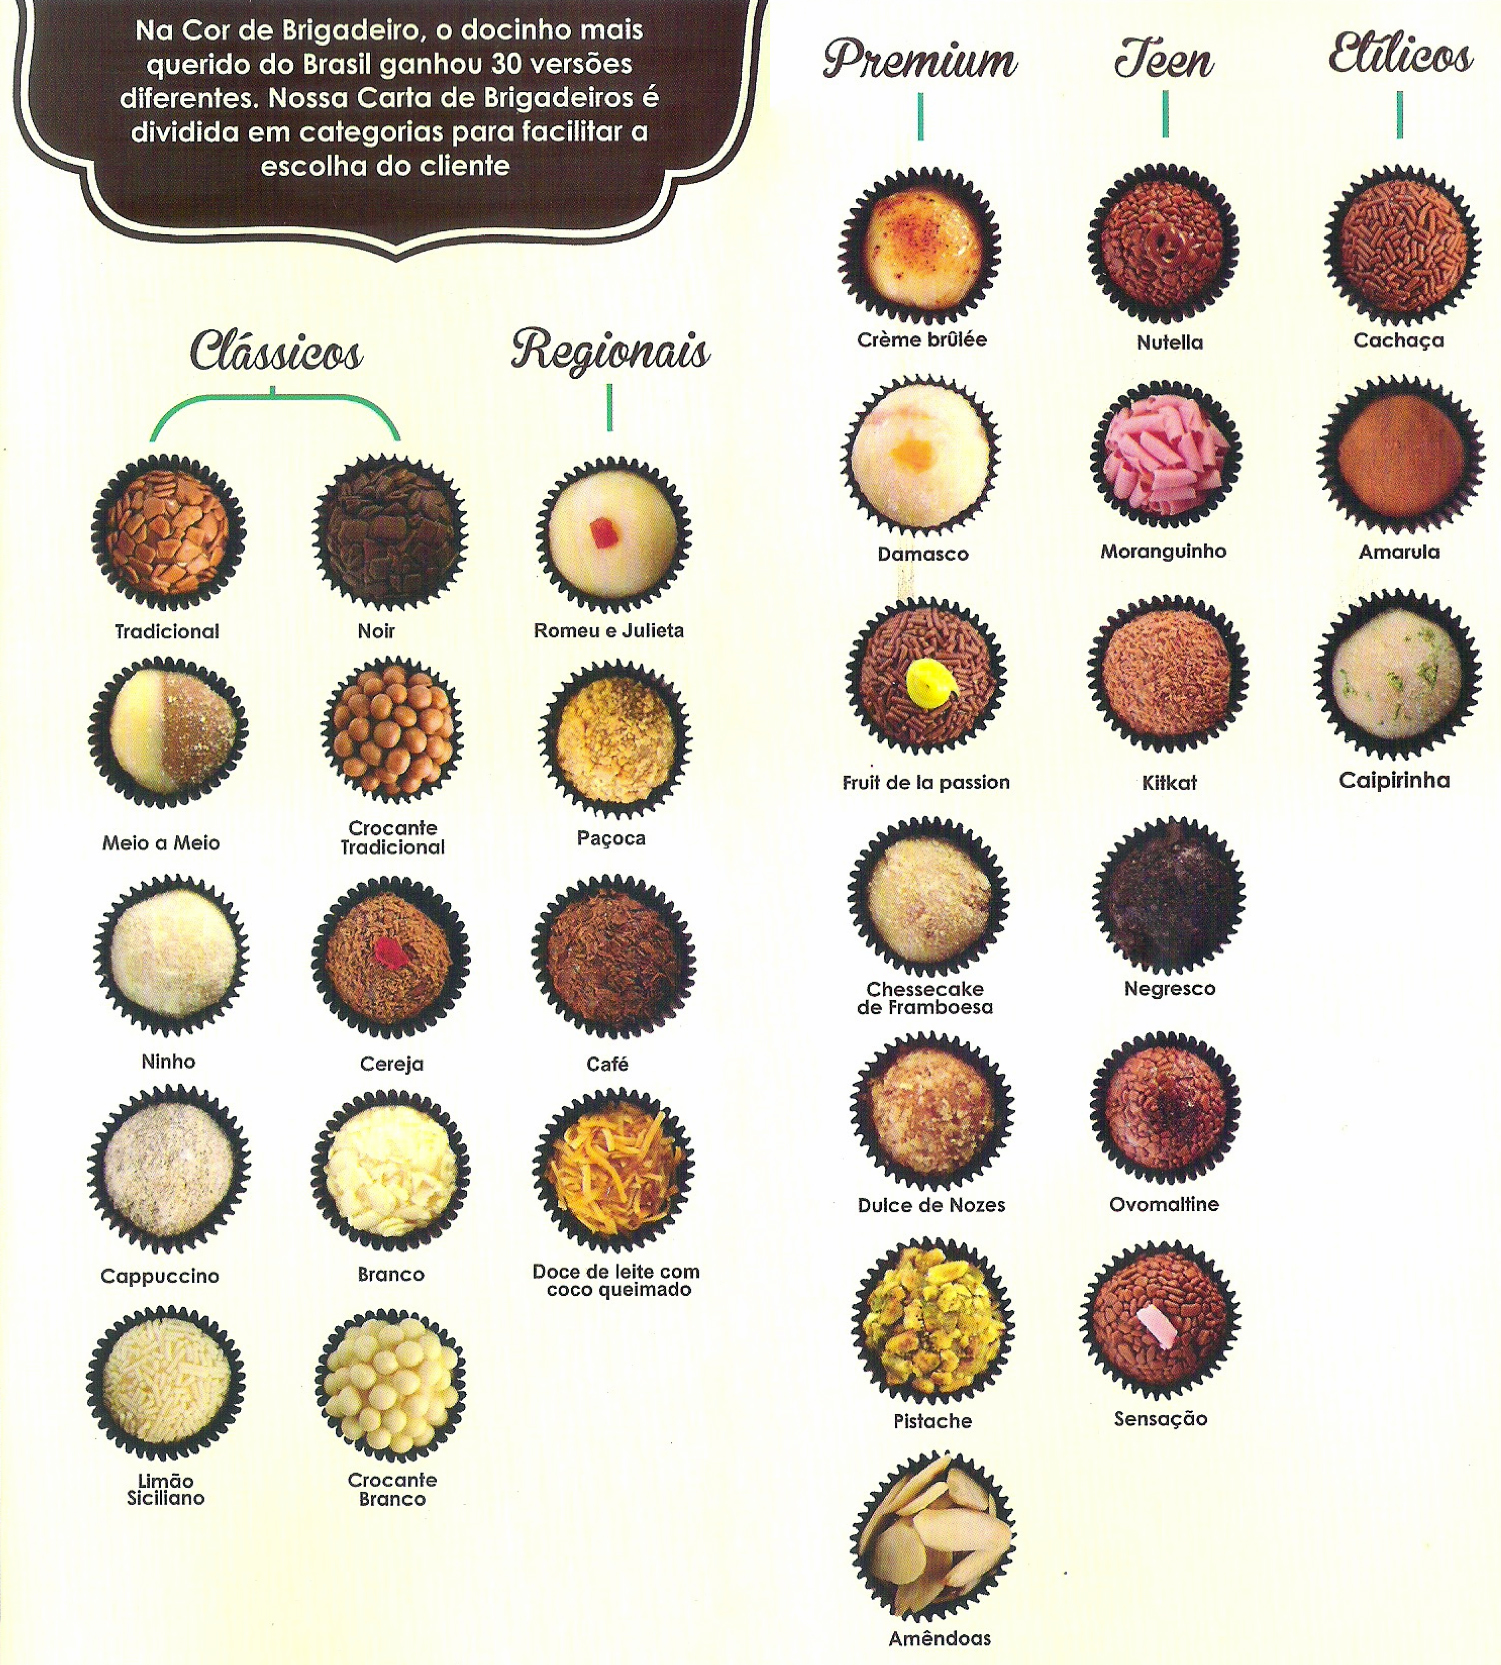 Na Cor de Brigadeiro, o docinho mais
querido do Brasil ganhou 30 versões
diferentes. Nossa Carta de Brigadeiros é
dividida em categorias para facilitar a
escolha do cliente
Clássicos
Tradicional
Noir
Meio a Meio
Crocante
Tradicional
Ninho
Cereja
Cappuccino
Branco
Limão
Siciliano
Crocante
Branco
Regionais
Romeu e Julieta
Paçoca
Café
Doce de leite com
coco queimado
Premium
Crème brûlée
Damasco
Fruit de la passion
Chessecake
de Framboesa
Dulce de Nozes
Pistache
Amêndoas
Teen
Nutella
Moranguinho
Kitkat
Negresco
Ovomaltine
Sensação
Etílicos
Cachaça
Amarula
Caipirinha